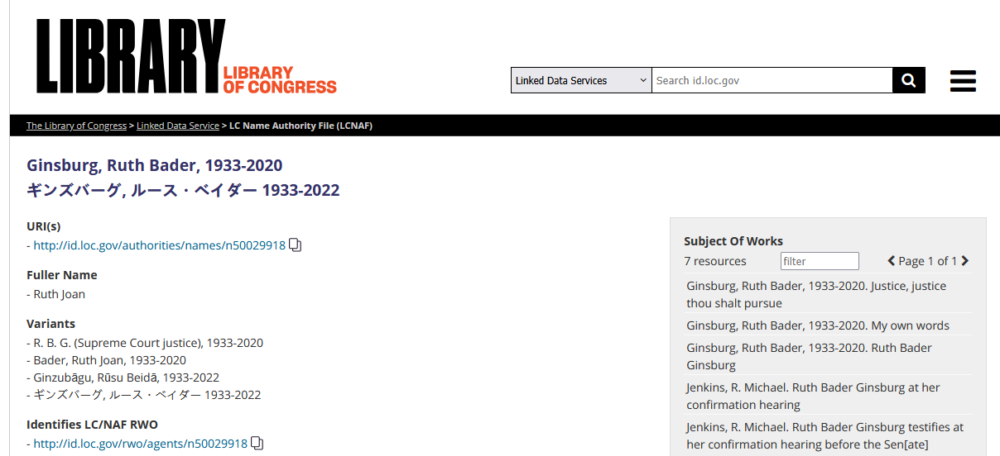 LIBRARY
LIBRARY
OF CONGRESS
Linked Data Services
Search id.loc.gov
The Library of Congress > Linked Data Service > LC Name Authority File (LCNAF)
Ginsburg, Ruth Bader, 1933-2020
ギンズバーグ, ルース・ベイダー 1933-2022
URI(s)
- http://id.loc.gov/authorities/names/n50029918
Fuller Name
- Ruth Joan
Variants
- R. B. G. (Supreme Court justice), 1933-2020
- Bader, Ruth Joan, 1933-2020
- Ginzubāgu, Rūsu Beidā, 1933-2022
- ギンズバーグ, ルース・ベイダー 1933-2022
Identifies LC/NAF RWO
- http://id.loc.gov/rwo/agents/n50029918
Subject Of Works
7 resources filter Page 1 of 1
Ginsburg, Ruth Bader, 1933-2020. Justice, justice
thou shalt pursue
Ginsburg, Ruth Bader, 1933-2020. My own words
Ginsburg, Ruth Bader, 1933-2020. Ruth Bader
Ginsburg
Jenkins, R. Michael. Ruth Bader Ginsburg at her
confirmation hearing
Jenkins, R. Michael. Ruth Bader Ginsburg testifies at
her confirmation hearing before the Sen[ate]